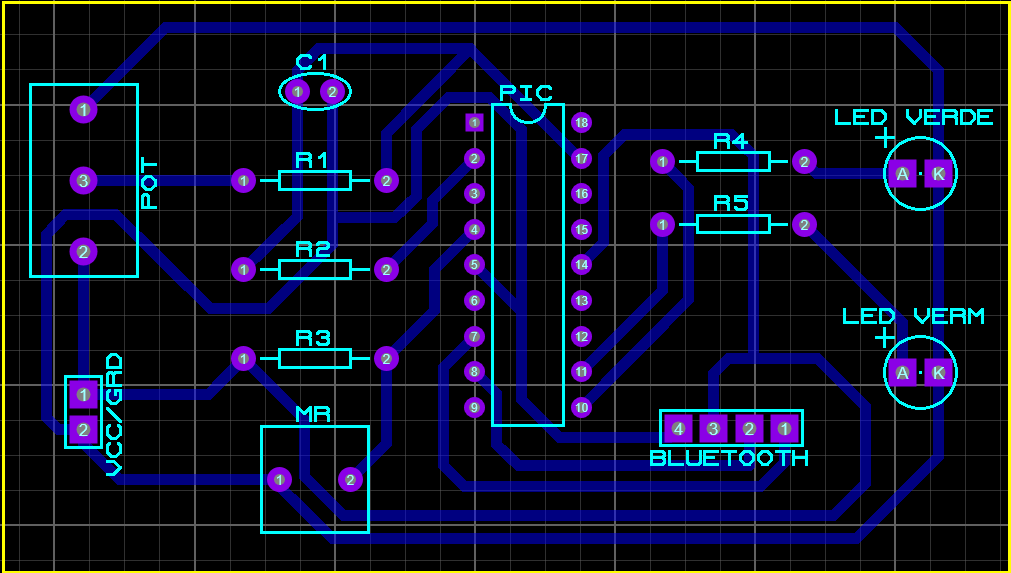 C1
1 2
PIC
1
2
3
4
5
6
7
8
9
18
17
16
15
14
13
12
11
10
POT
1
3
2
R1
1 2
R2
1 2
R3
1 2
R4
1 2
R5
1 2
LED VERDE
+
A K
LED VERM
+
A K
VCC/GRD
1
2
MR
1 2
4 3 2 1
BLUETOOTH